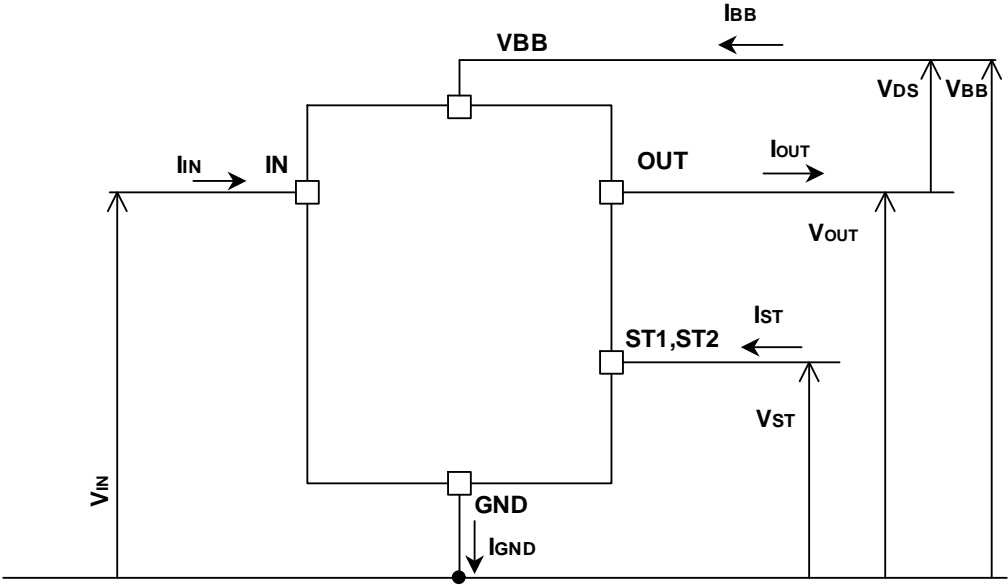 IBB
VBB
VDS VBB
IIN IN
OUT IOUT
VOUT
IST
ST1,ST2
VST
VIN
GND
IGND